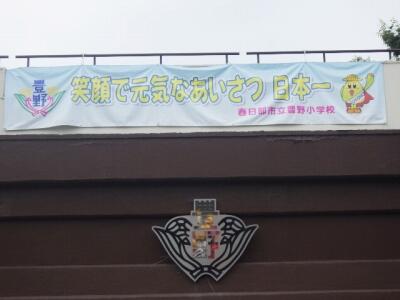 豊野
笑顔で元気なあいさつ 日本一
春日部市立豊野小学校